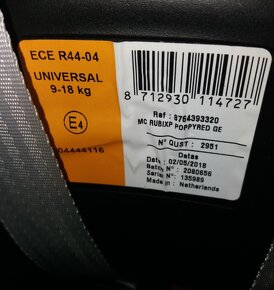 ECE R44-04
UNIVERSAL
9-18 kg
E4
04444116
8 712930 114727
Ref : 8764393320
MC RUBIXP POPPYRED GE
N° QUST : 2951
Datas
Date : 02/05/2018
Batch N° : 2080656
Serial N° : 135989
Made in : Netherlands